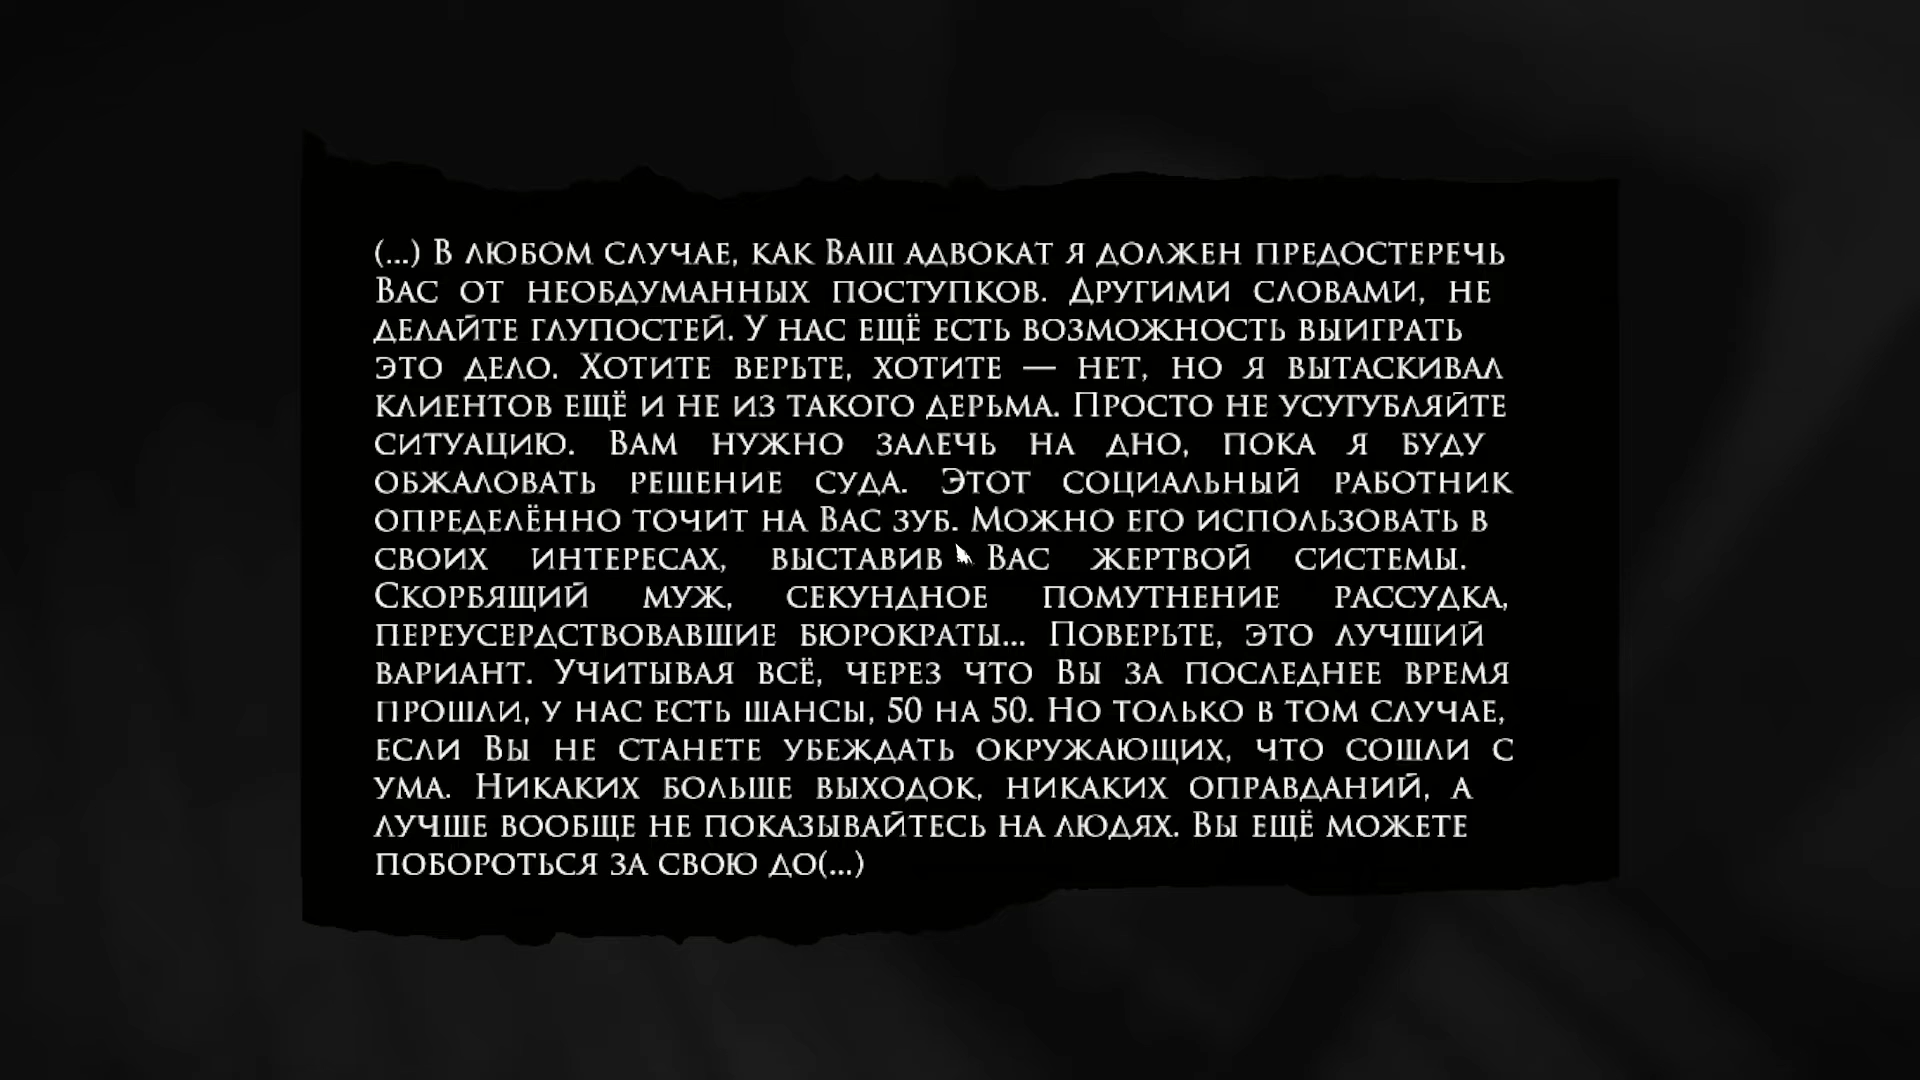 (...) В любом случае, как Ваш адвокат я должен предостеречь
Вас от необдуманных поступков. Другими словами, не
делайте глупостей. У нас ещё есть возможность выиграть
это дело. Хотите верьте, хотите — нет, но я вытаскивал
клиентов ещё и не из такого дерьма. Просто не усугубляйте
ситуацию. Вам нужно залечь на дно, пока я буду
обжаловать решение суда. Этот социальный работник
определённо точит на Вас зуб. Можно его использовать в
своих интересах, выставив Вас жертвой системы.
Скорбящий муж, секундное помутнение рассудка,
переусердствовавшие бюрократы... Поверьте, это лучший
вариант. Учитывая всё, через что Вы за последнее время
прошли, у нас есть шансы, 50 на 50. Но только в том случае,
если Вы не станете убеждать окружающих, что сошли с
ума. Никаких больше выходок, никаких оправданий, а
лучше вообще не показывайтесь на людях. Вы ещё можете
побороться за свою до(...)